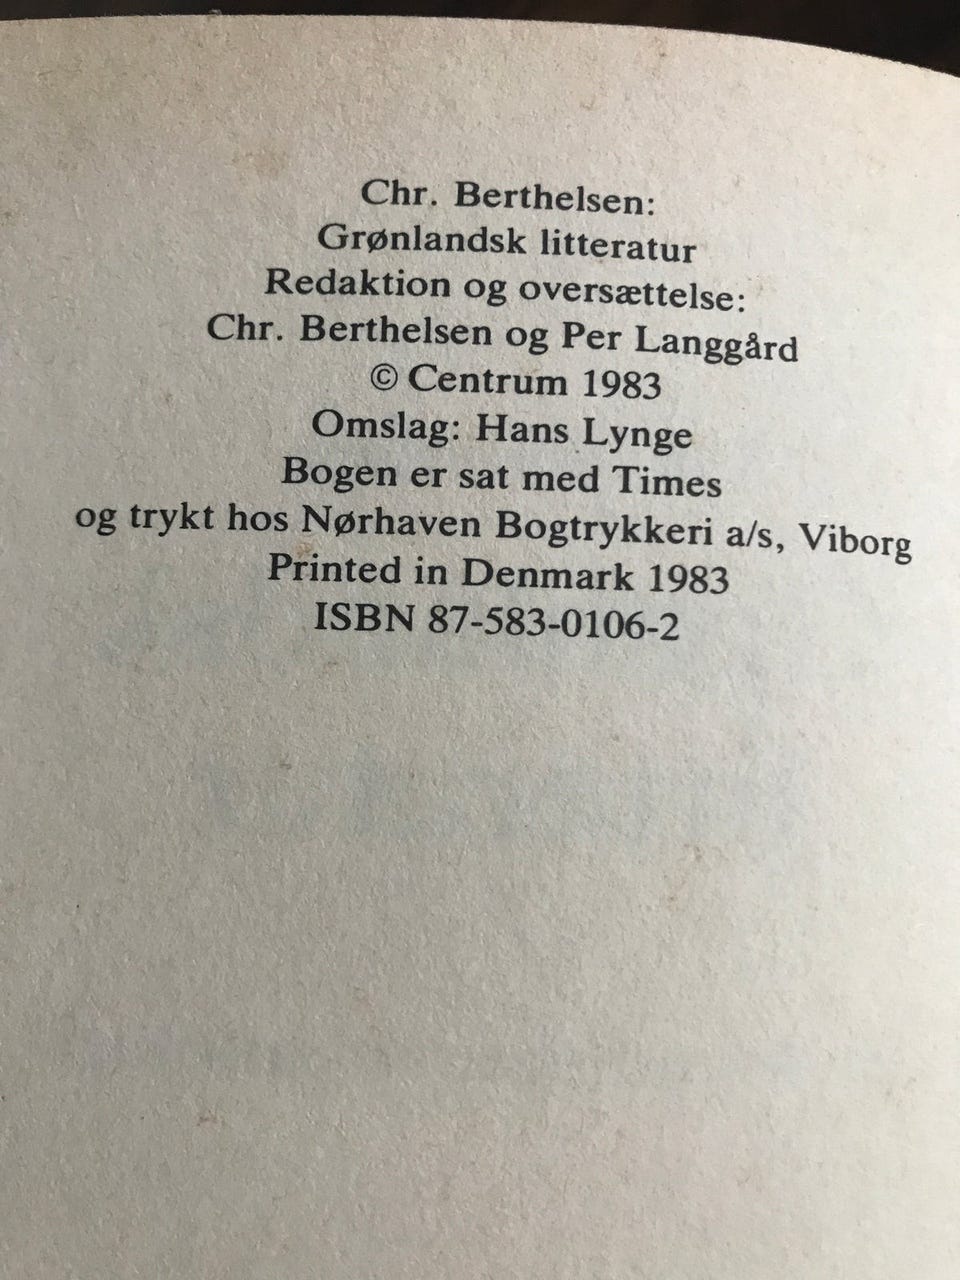 Chr. Berthelsen:
Grønlandsk litteratur
Redaktion og oversættelse:
Chr. Berthelsen og Per Langgård
© Centrum 1983
Omslag: Hans Lynge
Bogen er sat med Times
og trykt hos Nørhaven Bogtrykkeri a/s, Viborg
Printed in Denmark 1983
ISBN 87-583-0106-2